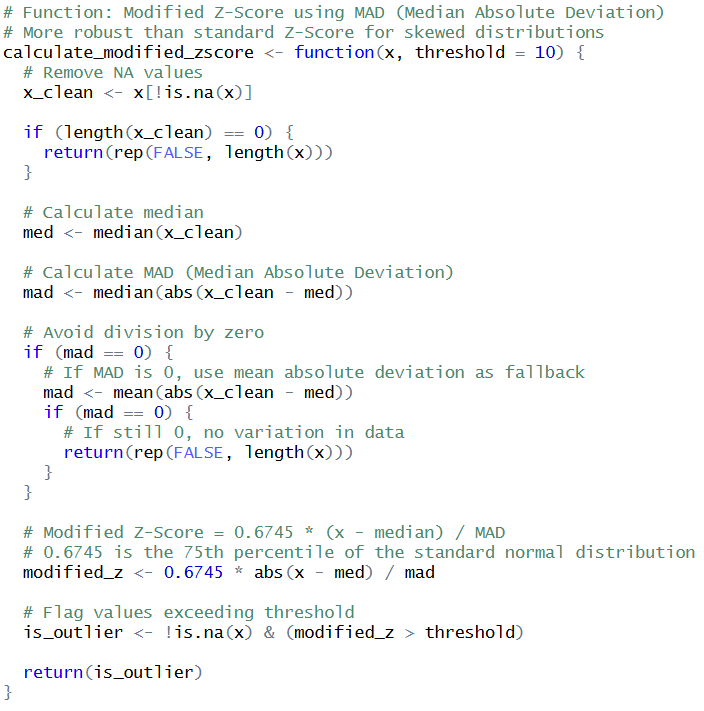 # Function: Modified Z-Score using MAD (Median Absolute Deviation)
# More robust than standard Z-Score for skewed distributions
calculate_modified_zscore <- function(x, threshold = 10) {
  # Remove NA values
  x_clean <- x[!is.na(x)]

  if (length(x_clean) == 0) {
    return(rep(FALSE, length(x)))
  }

  # Calculate median
  med <- median(x_clean)

  # Calculate MAD (Median Absolute Deviation)
  mad <- median(abs(x_clean - med))

  # Avoid division by zero
  if (mad == 0) {
    # If MAD is 0, use mean absolute deviation as fallback
    mad <- mean(abs(x_clean - med))
    if (mad == 0) {
      # If still 0, no variation in data
      return(rep(FALSE, length(x)))
    }
  }

  # Modified Z-Score = 0.6745 * (x - median) / MAD
  # 0.6745 is the 75th percentile of the standard normal distribution
  modified_z <- 0.6745 * abs(x - med) / mad

  # Flag values exceeding threshold
  is_outlier <- !is.na(x) & (modified_z > threshold)

  return(is_outlier)
}